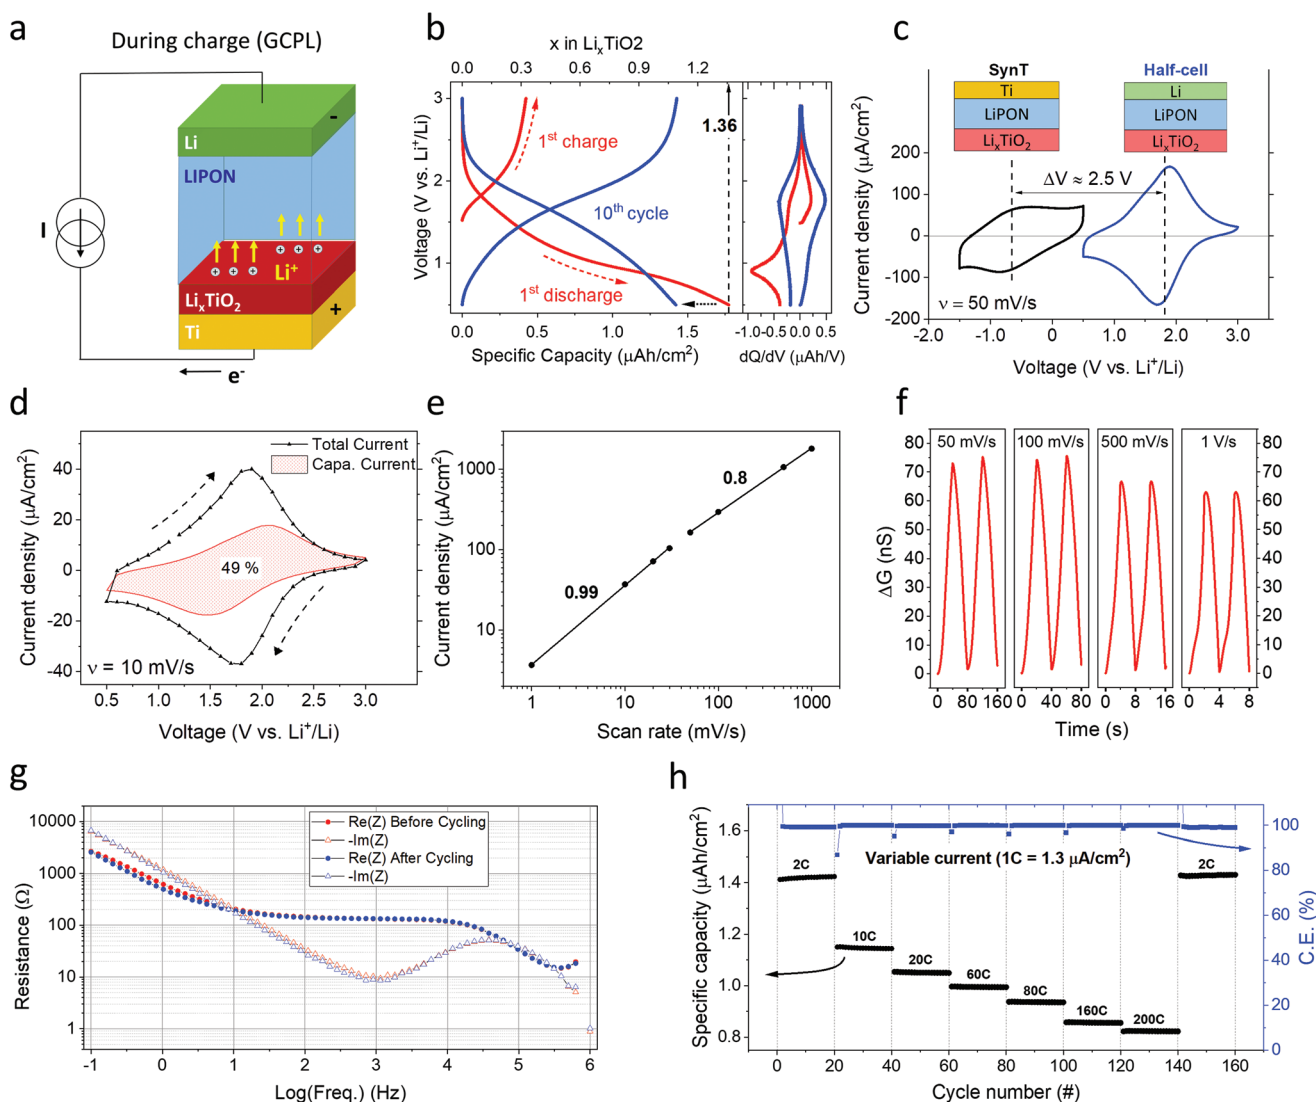 a
During charge (GCPL)
Li
-
LIPON
Li⁺
LiₓTiO₂
Ti
+
I
e⁻
b
x in LiₓTiO2
0.0 0.3 0.6 0.9 1.2
3
2
1
Voltage (V vs. Li⁺/Li)
1st charge
10th cycle
1st discharge
1.36
0.0 0.5 1.0 1.5
Specific Capacity (μAh/cm²)
-1.0 -0.5 0.0 0.5
dQ/dV (μAh/V)
c
SynT
Ti
LiPON
LiₓTiO₂
Half-cell
Li
LiPON
LiₓTiO₂
ΔV ≈ 2.5 V
200
100
0
-100
-200
Current density (μA/cm²)
ν = 50 mV/s
-2.0 -1.0 0 1.0 2.0 3.0
Voltage (V vs. Li⁺/Li)
d
Total Current
Capa. Current
40
20
0
-20
-40
Current density (μA/cm²)
49 %
ν = 10 mV/s
0.5 1.0 1.5 2.0 2.5 3.0
Voltage (V vs. Li⁺/Li)
e
1000
100
10
Current density (μA/cm²)
0.99
0.8
1 10 100 1000
Scan rate (mV/s)
f
50 mV/s 100 mV/s 500 mV/s 1 V/s
80
70
60
50
40
30
20
10
0
ΔG (nS)
80
70
60
50
40
30
20
10
0
0 80 160 0 40 80 0 8 16 0 4 8
Time (s)
g
Re(Z) Before Cycling
-Im(Z)
Re(Z) After Cycling
-Im(Z)
10000
1000
100
10
1
Resistance (Ω)
-1 0 1 2 3 4 5 6
Log(Freq.) (Hz)
h
1.6
1.4
1.2
1.0
0.8
Specific capacity (μAh/cm²)
Variable current (1C = 1.3 μA/cm²)
2C
10C
20C
60C
80C
160C
200C
2C
100
80
60
40
20
0
C.E. (%)
0 20 40 60 80 100 120 140 160
Cycle number (#)